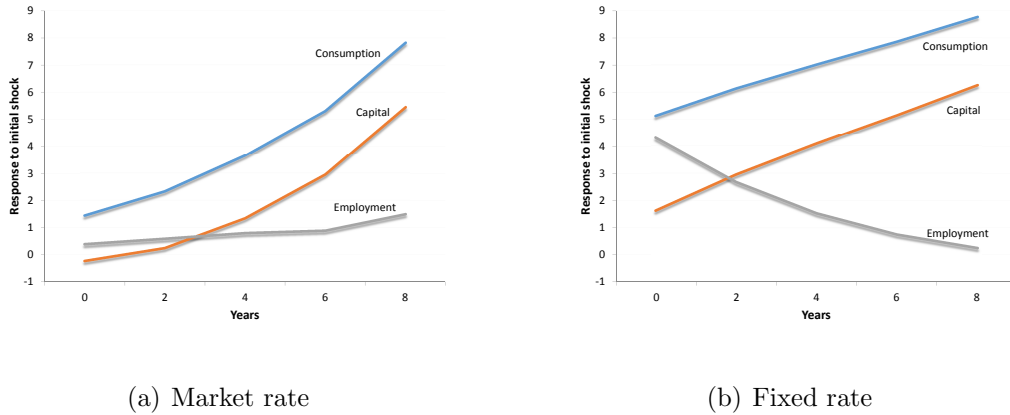 9
8
7
6
5
4
3
2
1
0
-1
Response to initial shock
Consumption
Capital
Employment
0 2 4 6 8
Years
(a) Market rate
9
8
7
6
5
4
3
2
1
0
-1
Response to initial shock
Consumption
Capital
Employment
0 2 4 6 8
Years
(b) Fixed rate